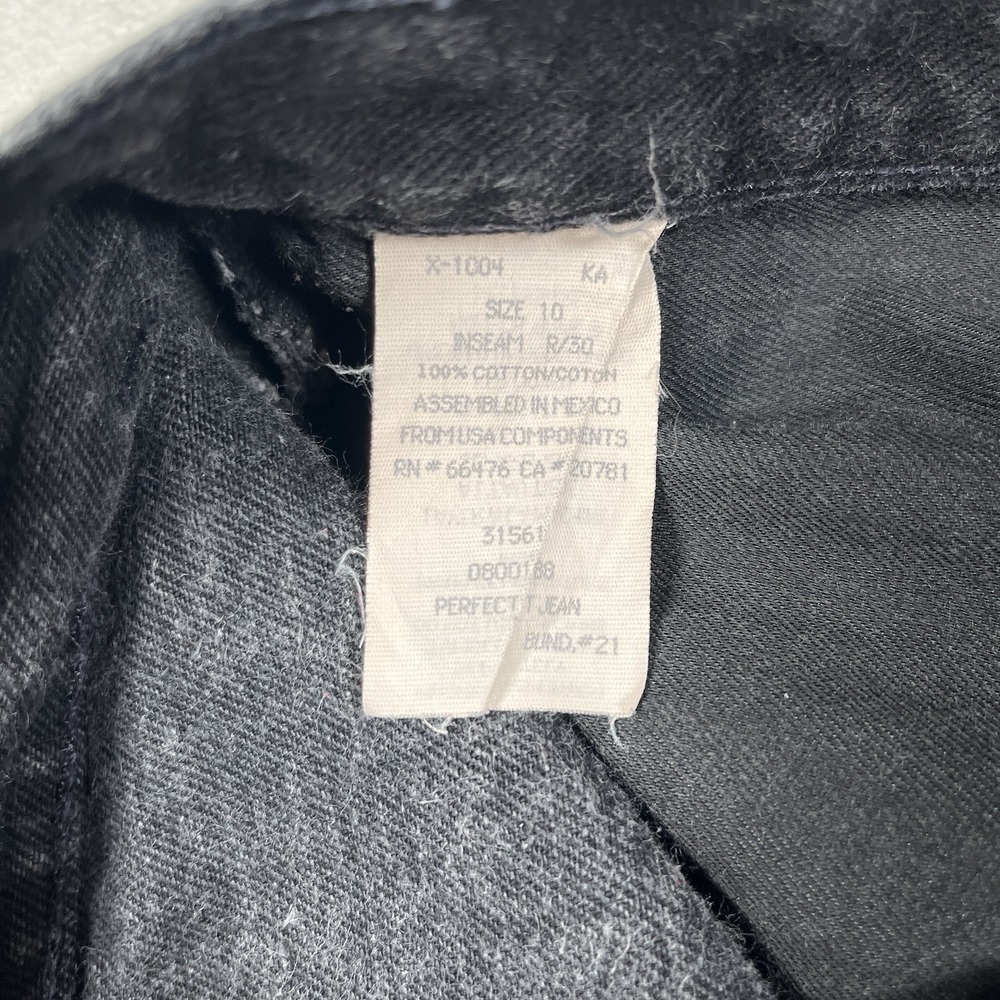 X-1004 KA
SIZE 10
INSEAM R/30
100% COTTON/COTON
ASSEMBLED IN MEXICO
FROM USA COMPONENTS
RN # 66476 CA # 20781
31561
0800188
PERFECT JEAN
BUND,#21